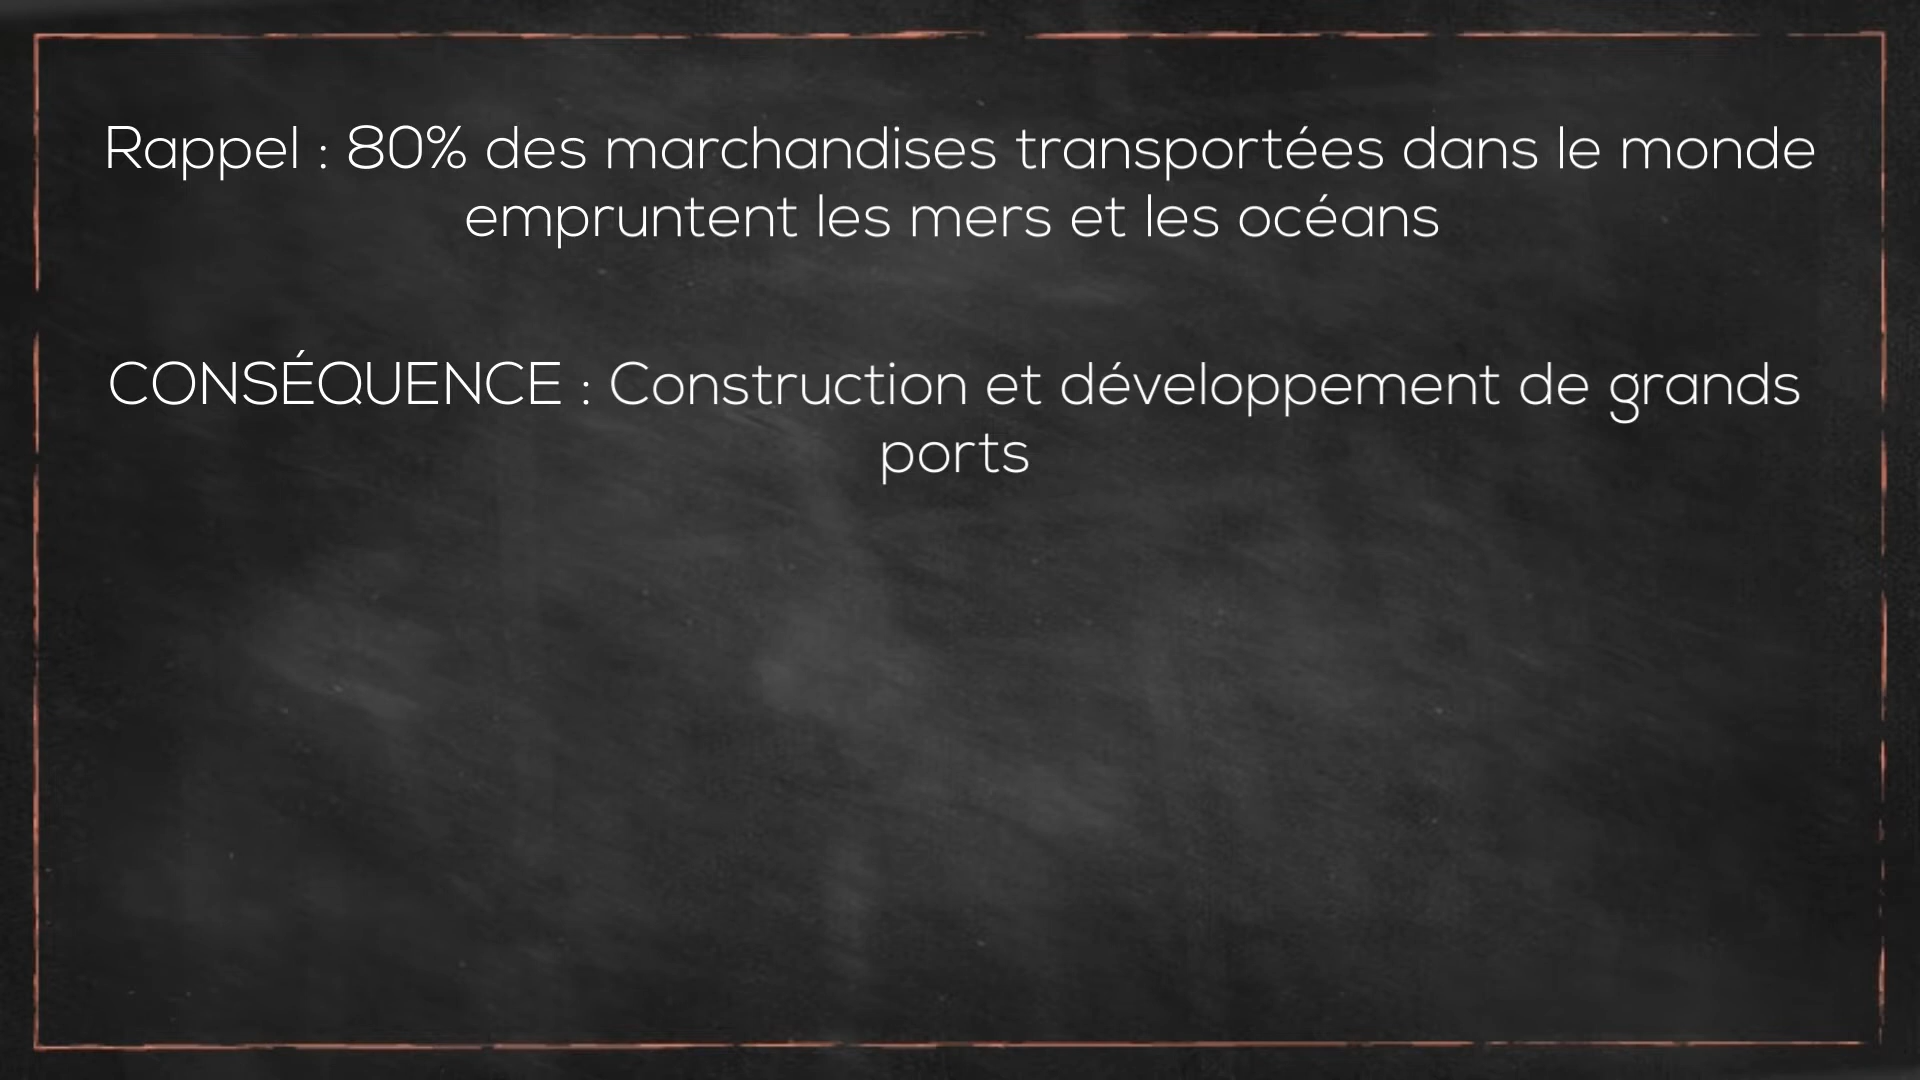 Rappel : 80% des marchandises transportées dans le monde
empruntent les mers et les océans
CONSÉQUENCE : Construction et développement de grands
ports